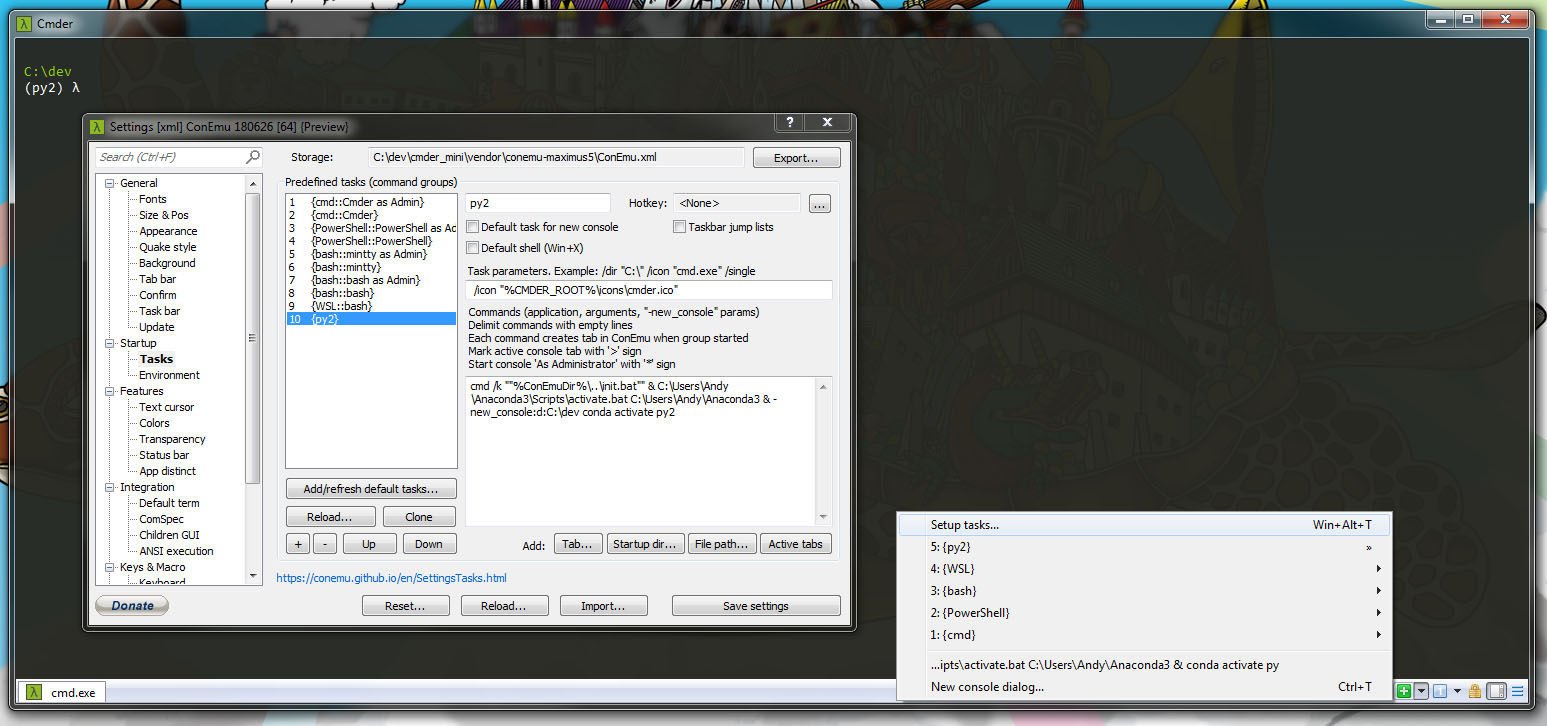 Cmder
C:\dev
(py2) λ
Settings [xml] ConEmu 180626 [64] {Preview}
?
Search (Ctrl+F)
Storage:
C:\dev\cmder_mini\vendor\conemu-maximus5\ConEmu.xml
Export...
General
Fonts
Size & Pos
Appearance
Quake style
Background
Tab bar
Confirm
Task bar
Update
Startup
Tasks
Environment
Features
Text cursor
Colors
Transparency
Status bar
App distinct
Integration
Default term
ComSpec
Children GUI
ANSI execution
Keys & Macro
Keyboard
Donate
Predefined tasks (command groups)
1 {cmd::Cmder as Admin}
2 {cmd::Cmder}
3 {PowerShell::PowerShell as Ad
4 {PowerShell::PowerShell}
5 {bash::mintty as Admin}
6 {bash::mintty}
7 {bash::bash as Admin}
8 {bash::bash}
9 {WSL::bash}
10 {py2}
Add/refresh default tasks...
Reload...
Clone
+
-
Up
Down
py2
Hotkey:
<None>
...
Default task for new console
Taskbar jump lists
Default shell (Win+X)
Task parameters. Example: /dir "C:\" /icon "cmd.exe" /single
/icon "%CMDER_ROOT%\icons\cmder.ico"
Commands (application, arguments, "-new_console" params)
Delimit commands with empty lines
Each command creates tab in ConEmu when group started
Mark active console tab with '>' sign
Start console 'As Administrator' with '*' sign
cmd /k ""%ConEmuDir%\..\init.bat"" & C:\Users\Andy
\Anaconda3\Scripts\activate.bat C:\Users\Andy\Anaconda3 & -
new_console:d:C:\dev conda activate py2
Add:
Tab...
Startup dir...
File path...
Active tabs
https://conemu.github.io/en/SettingsTasks.html
Reset...
Reload...
Import...
Save settings
Setup tasks... Win+Alt+T
5: {py2} »
4: {WSL}
3: {bash}
2: {PowerShell}
1: {cmd}
...ipts\activate.bat C:\Users\Andy\Anaconda3 & conda activate py
New console dialog... Ctrl+T
λ cmd.exe